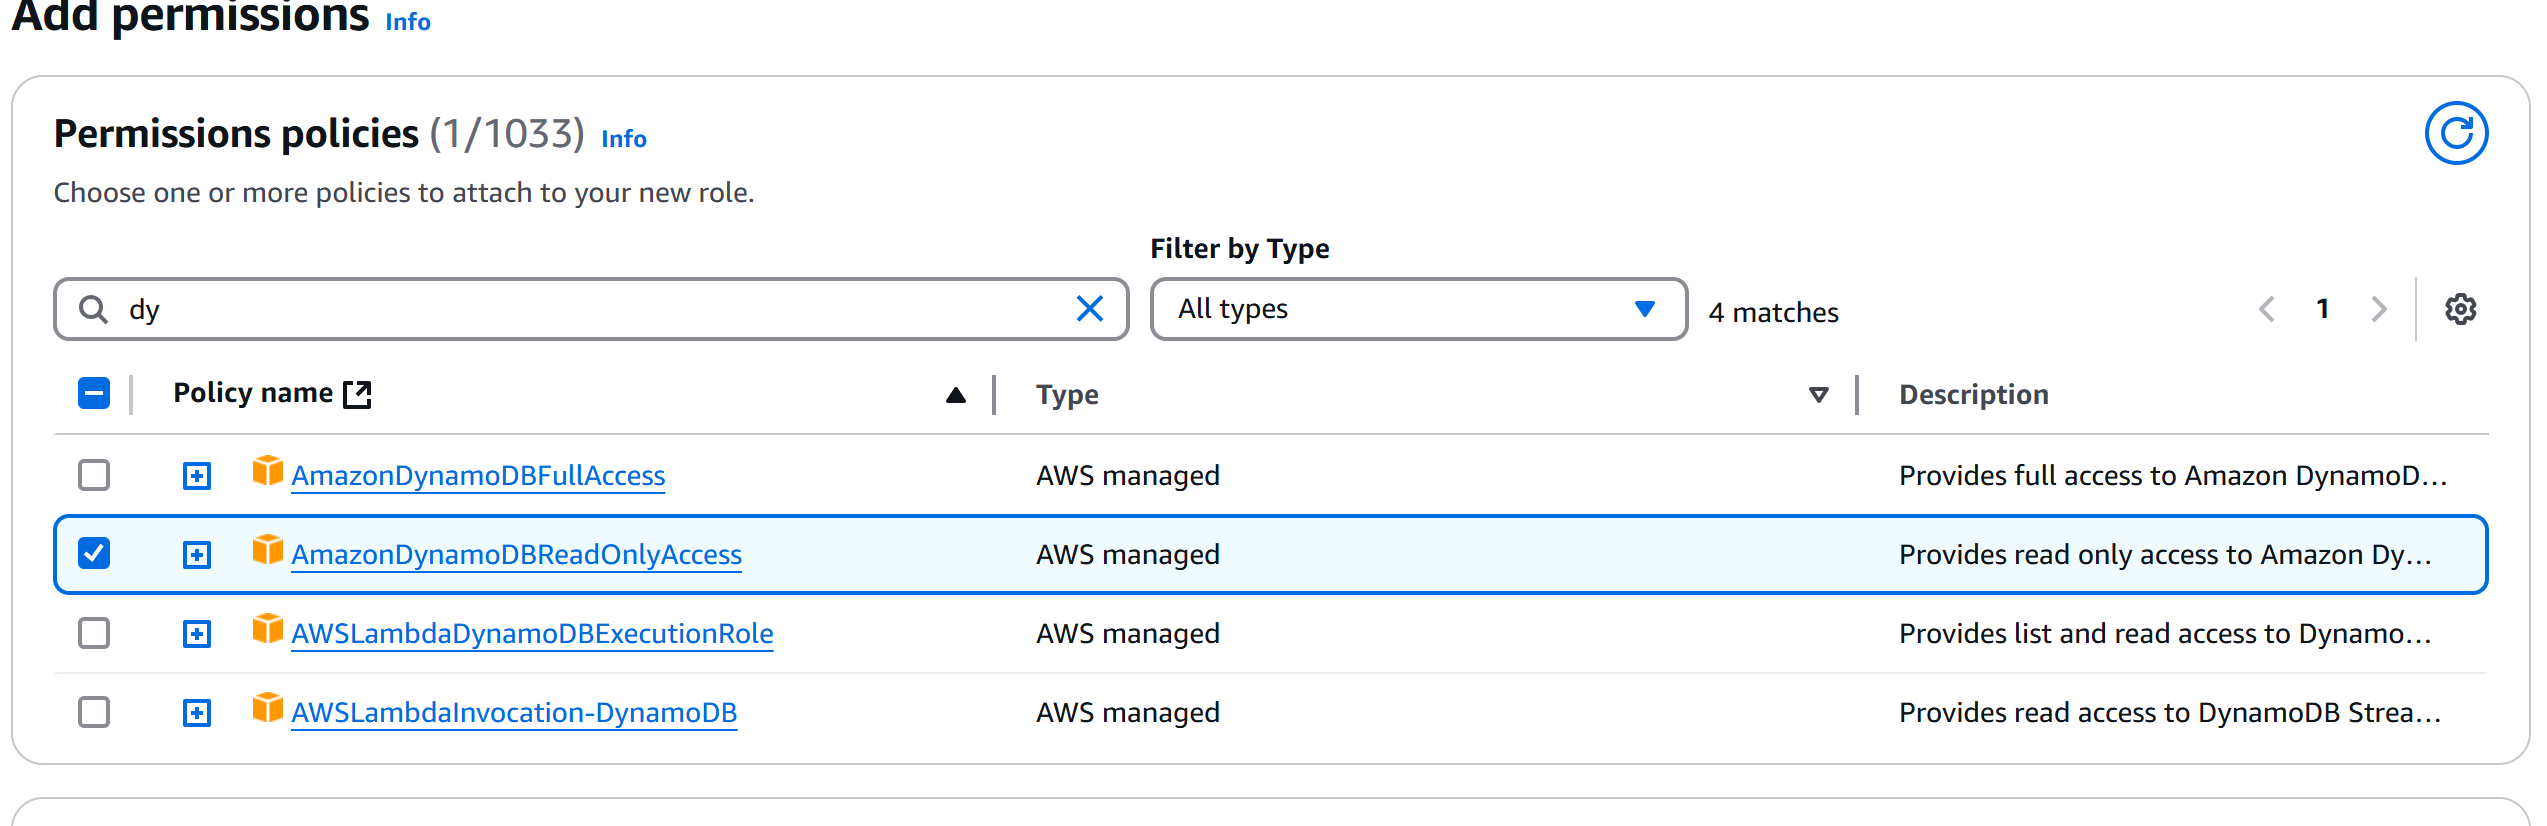 Add permissions Info
Permissions policies (1/1033) Info
Choose one or more policies to attach to your new role.
Filter by Type
dy All types 4 matches 1
Policy name Type Description
AmazonDynamoDBFullAccess AWS managed Provides full access to Amazon DynamoD...
AmazonDynamoDBReadOnlyAccess AWS managed Provides read only access to Amazon Dy...
AWSLambdaDynamoDBExecutionRole AWS managed Provides list and read access to Dynamo...
AWSLambdaInvocation-DynamoDB AWS managed Provides read access to DynamoDB Strea...